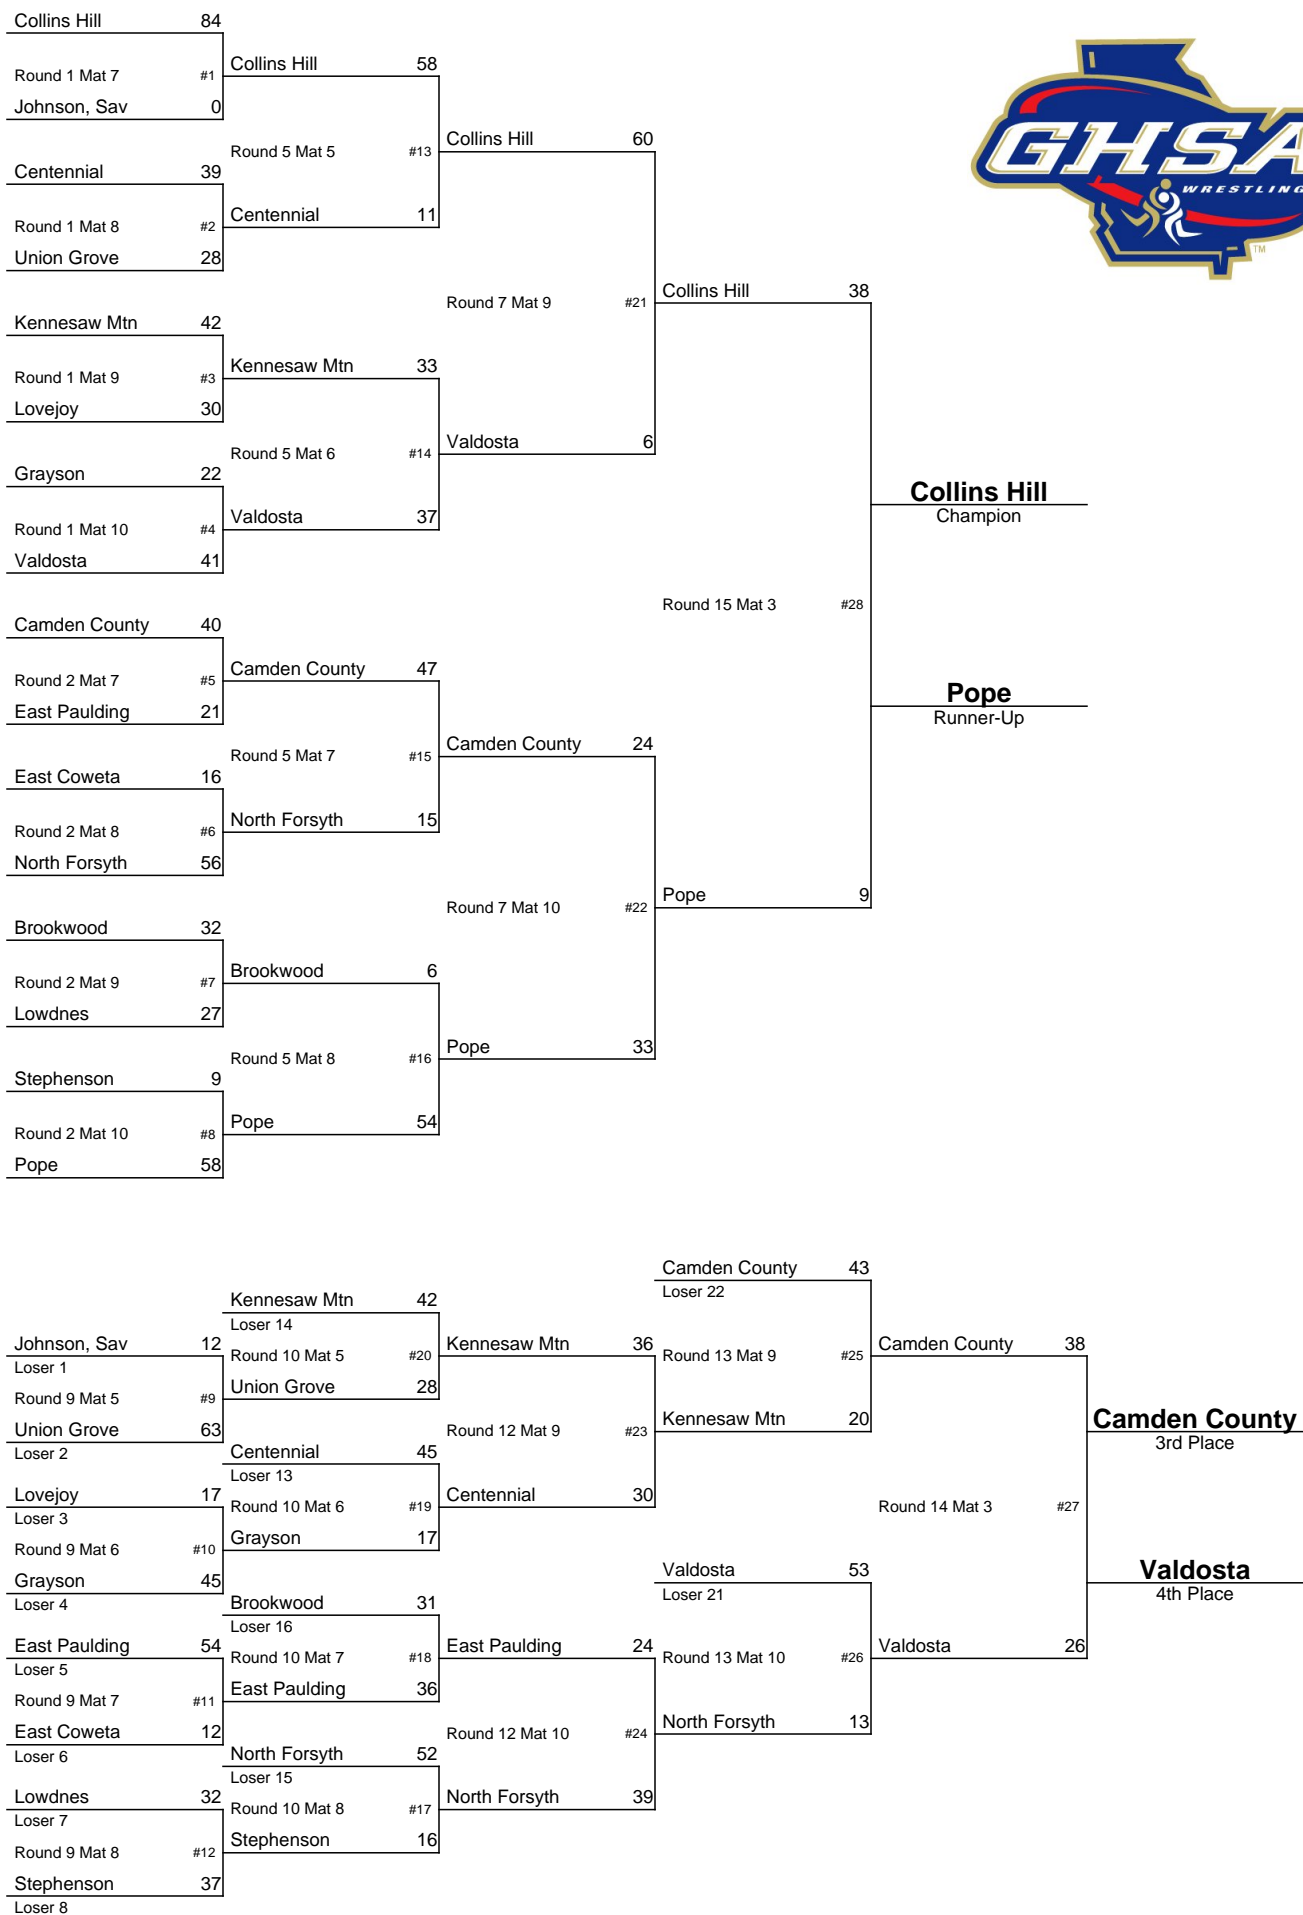 Collins Hill 84
Round 1 Mat 7 #1
Johnson, Sav 0
Centennial 39
Round 1 Mat 8 #2
Union Grove 28
Kennesaw Mtn 42
Round 1 Mat 9 #3
Lovejoy 30
Grayson 22
Round 1 Mat 10 #4
Valdosta 41
Camden County 40
Round 2 Mat 7 #5
East Paulding 21
East Coweta 16
Round 2 Mat 8 #6
North Forsyth 56
Brookwood 32
Round 2 Mat 9 #7
Lowdnes 27
Stephenson 9
Round 2 Mat 10 #8
Pope 58
Collins Hill 58
Round 5 Mat 5 #13
Centennial 11
Kennesaw Mtn 33
Round 5 Mat 6 #14
Valdosta 37
Camden County 47
Round 5 Mat 7 #15
North Forsyth 15
Brookwood 6
Round 5 Mat 8 #16
Pope 54
Collins Hill 60
Round 7 Mat 9 #21
Valdosta 6
Camden County 24
Round 7 Mat 10 #22
Pope 33
Collins Hill 38
Round 15 Mat 3 #28
Pope 9
GHSA
WRESTLING
TM
Collins Hill
Champion
Pope
Runner-Up
Johnson, Sav 12
Loser 1
Round 9 Mat 5 #9
Union Grove 63
Loser 2
Lovejoy 17
Loser 3
Round 9 Mat 6 #10
Grayson 45
Loser 4
East Paulding 54
Loser 5
Round 9 Mat 7 #11
East Coweta 12
Loser 6
Lowdnes 32
Loser 7
Round 9 Mat 8 #12
Stephenson 37
Loser 8
Kennesaw Mtn 42
Loser 14
Round 10 Mat 5 #20
Union Grove 28
Centennial 45
Loser 13
Round 10 Mat 6 #19
Grayson 17
Brookwood 31
Loser 16
Round 10 Mat 7 #18
East Paulding 36
North Forsyth 52
Loser 15
Round 10 Mat 8 #17
Stephenson 16
Kennesaw Mtn 36
Round 12 Mat 9 #23
Centennial 30
East Paulding 24
Round 12 Mat 10 #24
North Forsyth 39
Camden County 43
Loser 22
Round 13 Mat 9 #25
Kennesaw Mtn 20
Valdosta 53
Loser 21
Round 13 Mat 10 #26
North Forsyth 13
Camden County 38
Round 14 Mat 3 #27
Valdosta 26
Camden County
3rd Place
Valdosta
4th Place